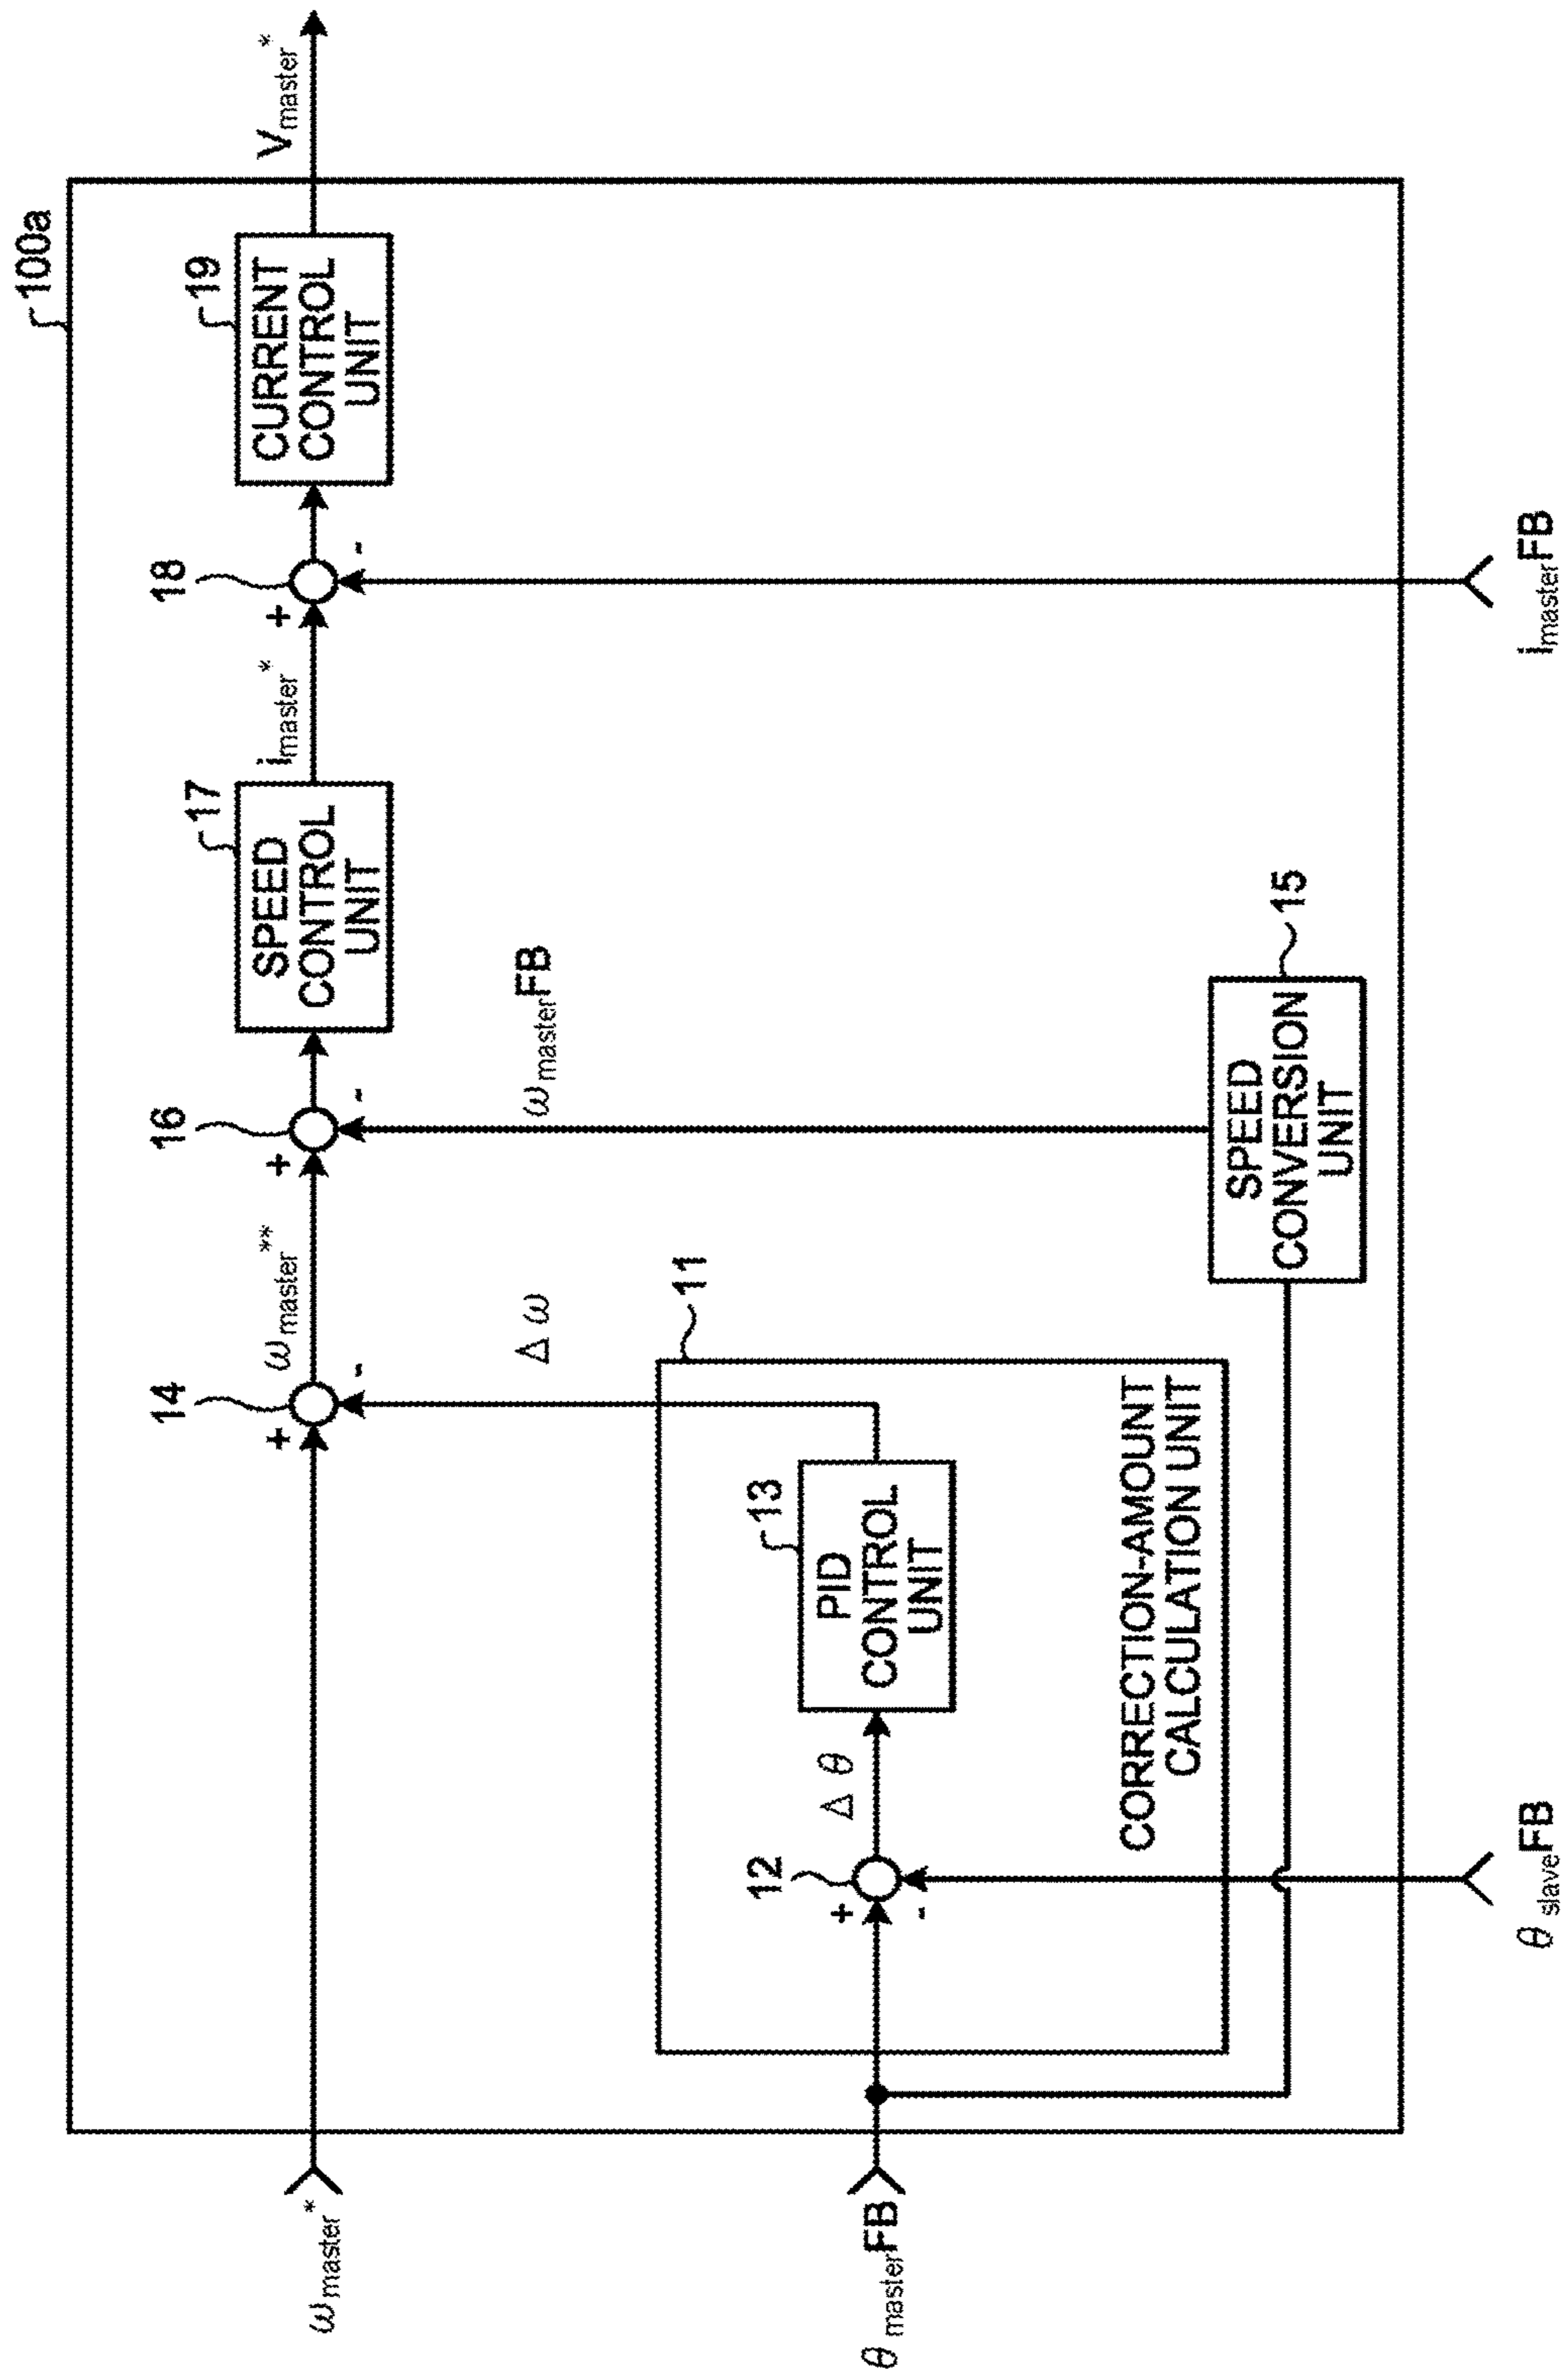 100a
V_master*
19
CURRENT
CONTROL
UNIT
18
+
-
i_master*
i_masterFB
17
SPEED
CONTROL
UNIT
16
+
-
ω_masterFB
15
SPEED
CONVERSION
UNIT
ω_master**
14
+
-
Δω
11
CORRECTION-AMOUNT
CALCULATION UNIT
13
PID
CONTROL
UNIT
Δθ
12
+
-
θ_slaveFB
ω_master*
θ_masterFB